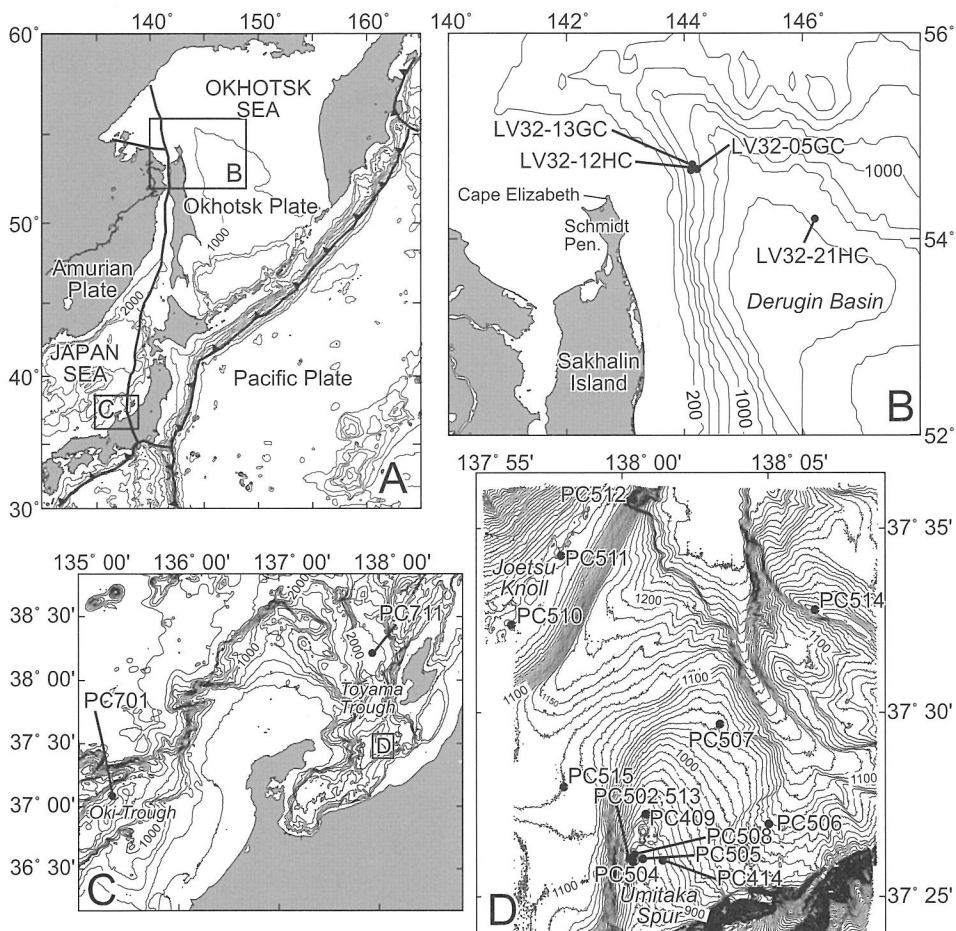 140° 150° 160°
60°
OKHOTSK
SEA
B
50°
Okhotsk Plate
1000
Amurian
Plate
2000
JAPAN
SEA
40°
Pacific Plate
C
A
30°
142° 144° 146°
56°
LV32-13GC
LV32-05GC
LV32-12HC
1000
Cape Elizabeth
Schmidt
Pen.
54°
LV32-21HC
Derugin Basin
Sakhalin
Island
200
1000
B
52°
135° 00' 136° 00' 137° 00' 138° 00'
38° 30'
1000
2000
PC711
38° 00'
PC701
Toyama
Trough
37° 30'
D
37° 00'
Oki-Trough
1000
36° 30'
C
137° 55' 138° 00' 138° 05'
PC512
37° 35'
PC511
Joetsu
Knoll
PC510
1200
PC514
1100
1100
1150
1100
37° 30'
PC507
1000
1100
PC515
PC502,513
PC409
PC506
PC508
PC505
PC504
PC414
1100
Umitaka
Spur
900
37° 25'
D